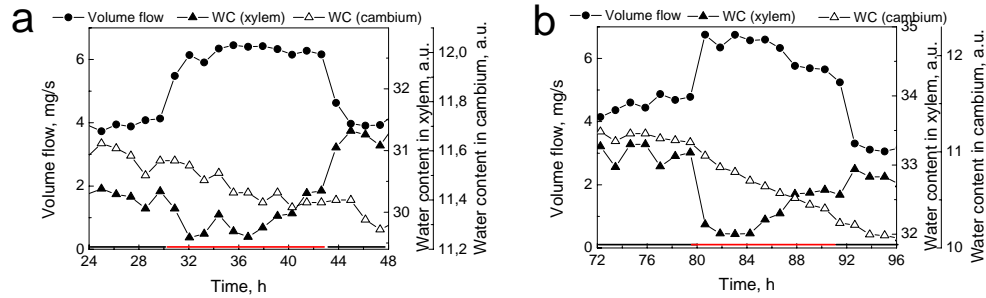 a
Volume flow WC (xylem) WC (cambium)
Volume flow, mg/s
6
4
2
0
24 28 32 36 40 44 48
Time, h
32
31
30
Water content in xylem, a.u.
12,0
11,8
11,6
11,4
11,2
Water content in cambium, a.u.
b
Volume flow WC (xylem) WC (cambium)
Volume flow, mg/s
6
4
2
0
72 76 80 84 88 92 96
Time, h
35
34
33
32
Water content in xylem, a.u.
12
11
10
Water content in cambium, a.u.